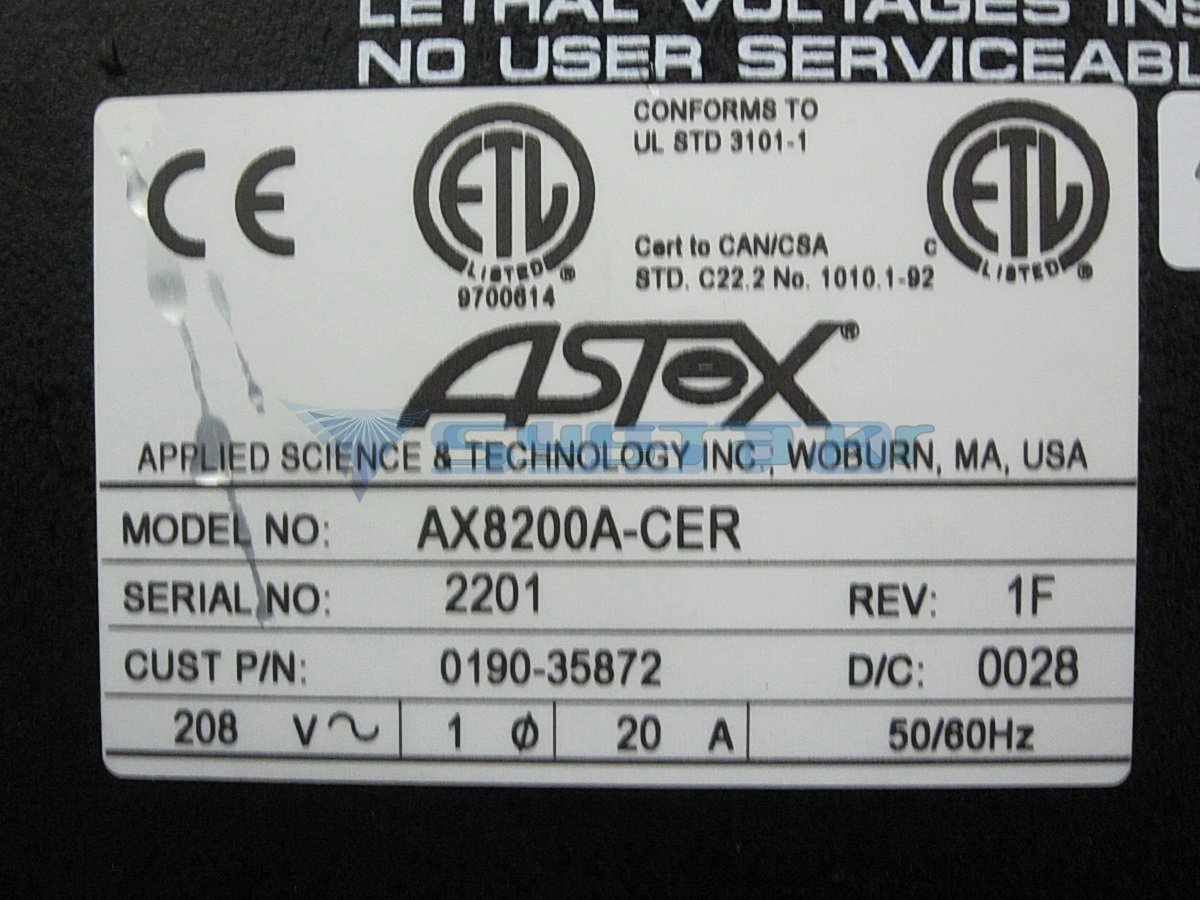 LETHAL VOLTAGES INS
NO USER SERVICEABL
CE
ETL
LISTED®
9700614
CONFORMS TO
UL STD 3101-1
Cert to CAN/CSA
STD. C22.2 No. 1010.1-92
c
ETL
LISTED®
ASTeX®
APPLIED SCIENCE & TECHNOLOGY INC., WOBURN, MA, USA
MODEL NO: AX8200A-CER
SERIAL NO: 2201 REV: 1F
CUST P/N: 0190-35872 D/C: 0028
208 V~ 1 Ø 20 A 50/60Hz